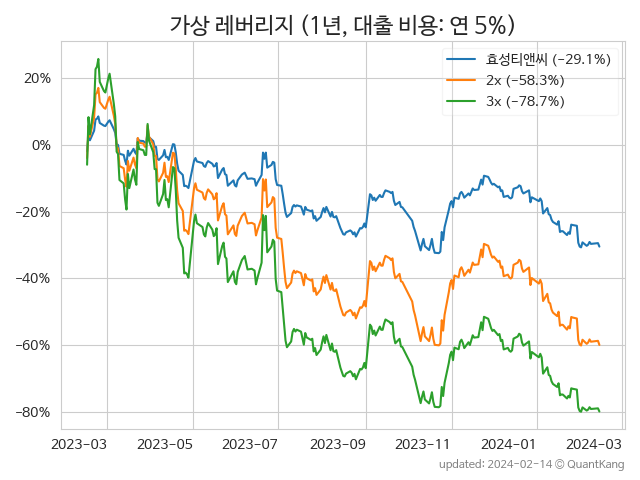 가상 레버리지 (1년, 대출 비용: 연 5%)
효성티앤씨 (−29.1%)
2x (−58.3%)
3x (−78.7%)
20%
0%
−20%
−40%
−60%
−80%
2023-03 2023-05 2023-07 2023-09 2023-11 2024-01 2024-03
updated: 2024-02-14 © QuantKang